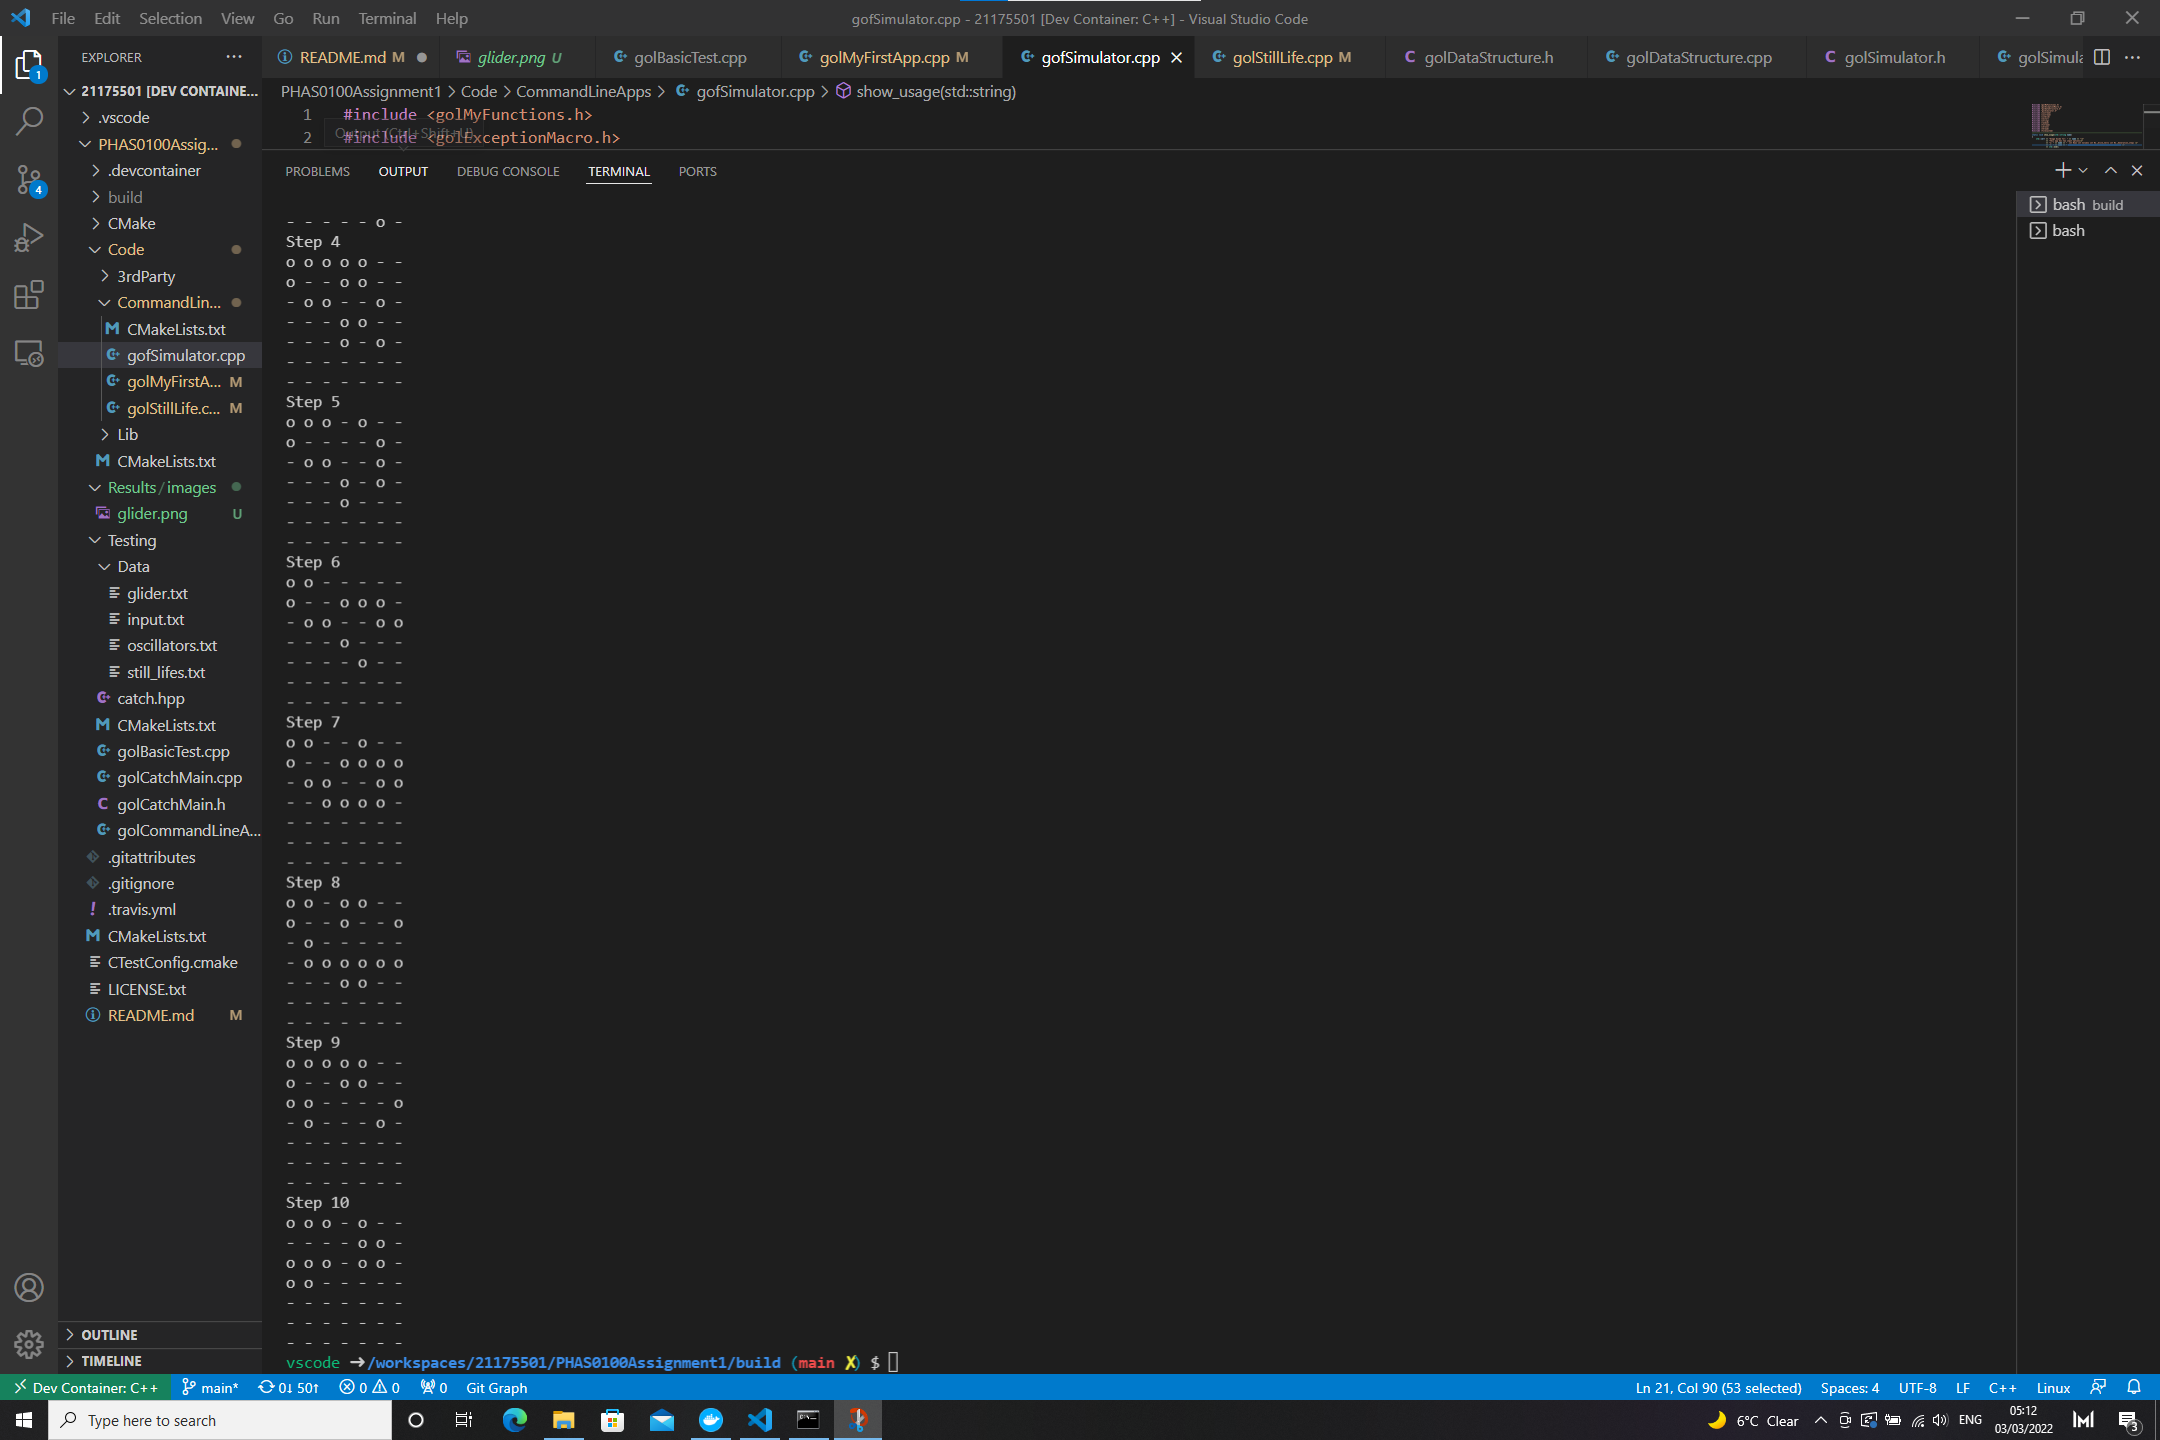 File Edit Selection View Go Run Terminal Help
gofSimulator.cpp - 21175501 [Dev Container: C++] - Visual Studio Code
EXPLORER
README.md M
glider.png U
golBasicTest.cpp
golMyFirstApp.cpp M
gofSimulator.cpp
golStillLife.cpp M
golDataStructure.h
golDataStructure.cpp
golSimulator.h
golSimula
21175501 [DEV CONTAINE...
.vscode
PHAS0100Assig...
.devcontainer
build
CMake
Code
3rdParty
CommandLin...
CMakeLists.txt
gofSimulator.cpp
golMyFirstA... M
golStillLife.c... M
Lib
CMakeLists.txt
Results/images
glider.png U
Testing
Data
glider.txt
input.txt
oscillators.txt
still_lifes.txt
catch.hpp
CMakeLists.txt
golBasicTest.cpp
golCatchMain.cpp
golCatchMain.h
golCommandLineA...
.gitattributes
.gitignore
.travis.yml
CMakeLists.txt
CTestConfig.cmake
LICENSE.txt
README.md M
OUTLINE
TIMELINE
1
4
PHAS0100Assignment1 > Code > CommandLineApps > gofSimulator.cpp > show_usage(std::string)
1 #include <golMyFunctions.h>
2 #include <golExceptionMacro.h>
Output (Ctrl+Shift+U)
PROBLEMS OUTPUT DEBUG CONSOLE TERMINAL PORTS
bash build
bash
- - - - - o -
Step 4
o o o o o - -
o - - o o - -
- o o - - o -
- - - o o - -
- - - o - o -
- - - - - - -
- - - - - - -
Step 5
o o o - o - -
o - - - - o -
- o o - - o -
- - - o - o -
- - - o - - -
- - - - - - -
- - - - - - -
Step 6
o o - - - - -
o - - o o o -
- o o - - o o
- - - o - - -
- - - - o - -
- - - - - - -
- - - - - - -
Step 7
o o - - o - -
o - - o o o o
- o o - - o o
- - o o o o -
- - - - - - -
- - - - - - -
- - - - - - -
Step 8
o o - o o - -
o - - o - - o
- o - - - - -
- o o o o o o
- - - o o - -
- - - - - - -
- - - - - - -
Step 9
o o o o o - -
o - - o o - -
o o - - - - o
- o - - - o -
- - - - - - -
- - - - - - -
- - - - - - -
Step 10
o o o - o - -
- - - - o o -
o o o - o o -
o o - - - - -
- - - - - - -
- - - - - - -
- - - - - - -
vscode ➜/workspaces/21175501/PHAS0100Assignment1/build (main ✗) $
Dev Container: C++ main* 0↓ 50↑ 0 0 0 Git Graph
Ln 21, Col 90 (53 selected) Spaces: 4 UTF-8 LF C++ Linux
Type here to search
6°C Clear
ENG
05:12
03/03/2022
3